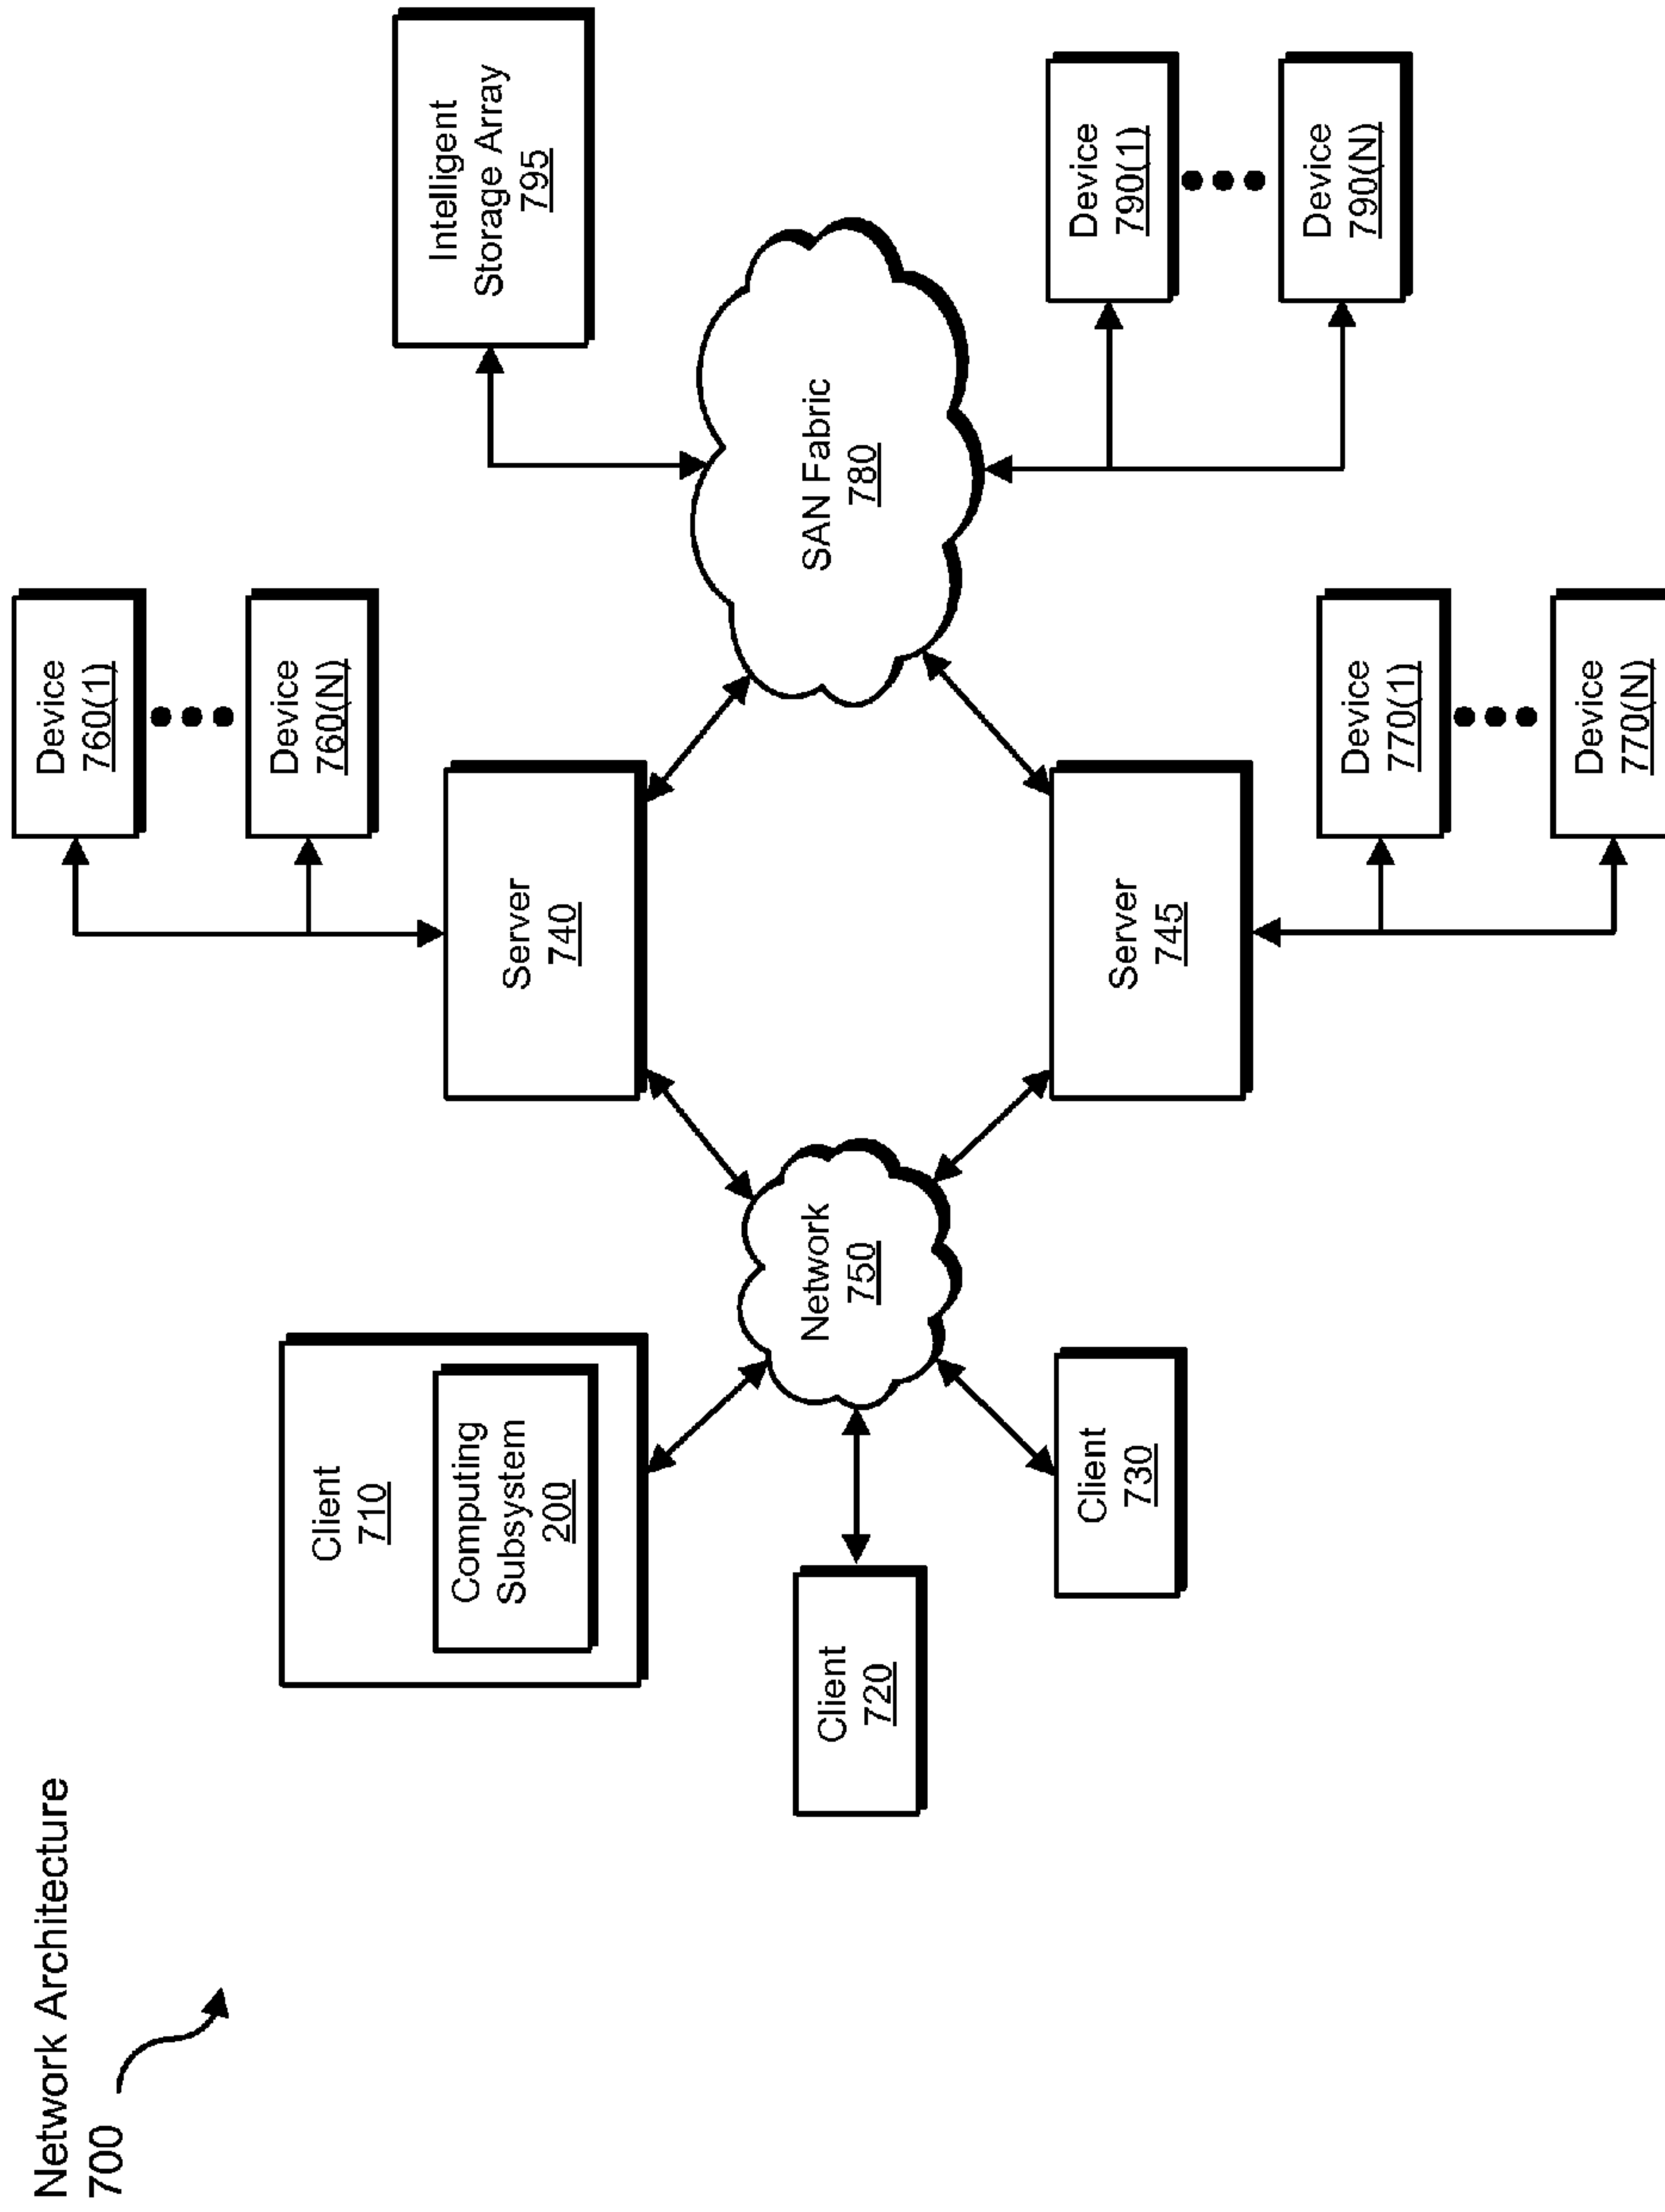 Network Architecture
700
Device
760(1)
Device
760(N)
Intelligent
Storage Array
795
Client
710
Computing
Subsystem
200
Server
740
Client
720
Network
750
SAN Fabric
780
Client
730
Server
745
Device
790(1)
Device
790(N)
Device
770(1)
Device
770(N)